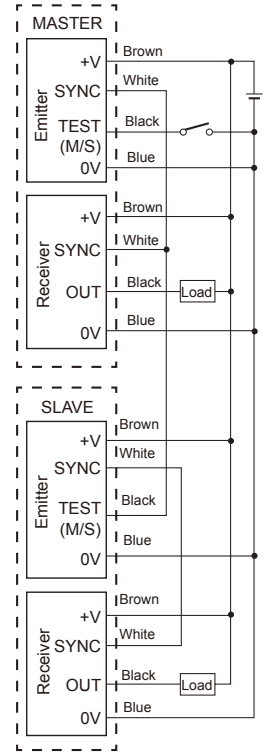 MASTER
Emitter
+V Brown
SYNC White
TEST Black
(M/S)
0V Blue
Receiver
+V Brown
SYNC White
OUT Black Load
0V Blue
SLAVE
Emitter
+V Brown
SYNC White
TEST Black
(M/S)
0V Blue
Receiver
+V Brown
SYNC White
OUT Black Load
0V Blue